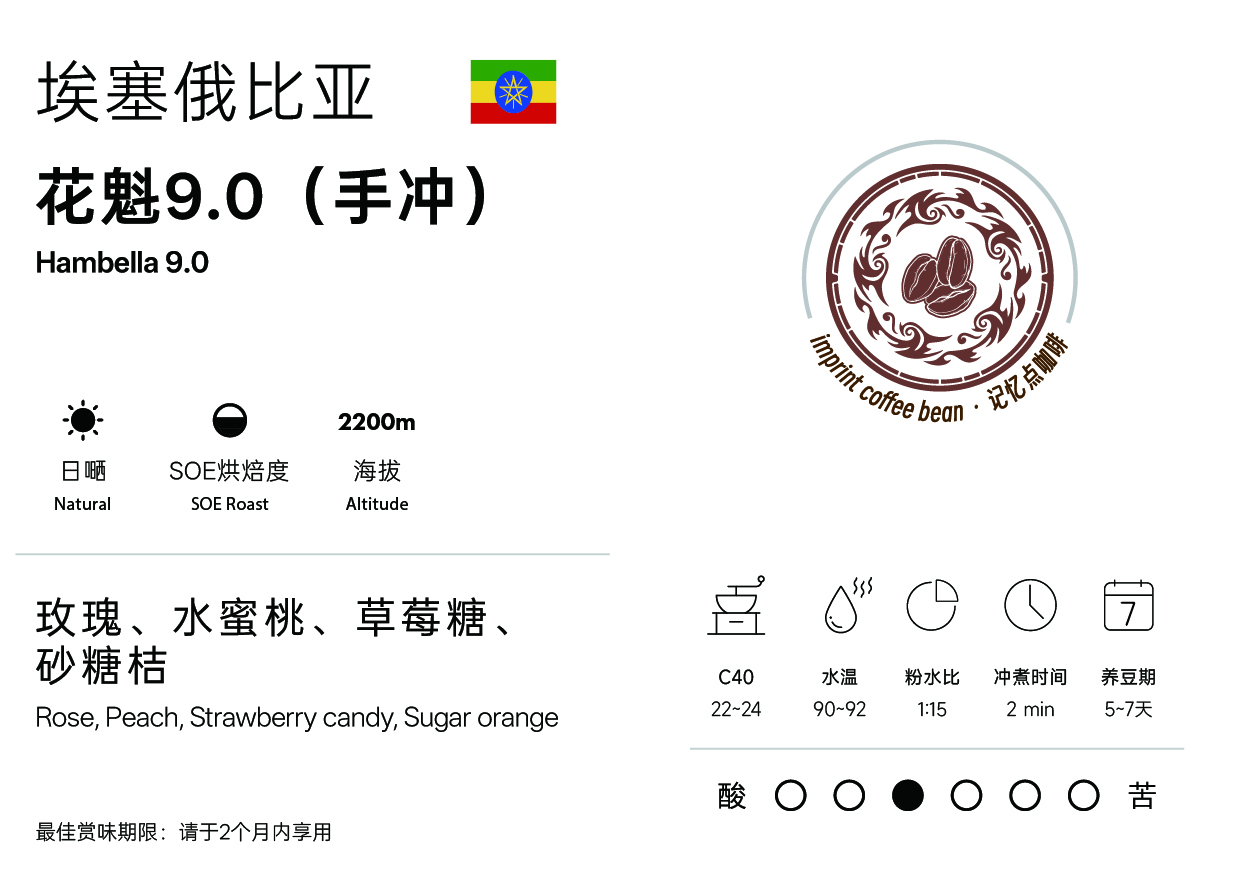 埃塞俄比亚
花魁9.0（手冲）
Hambella 9.0
2200m
日晒 SOE烘焙度 海拔
Natural SOE Roast Altitude
玫瑰、水蜜桃、草莓糖、
砂糖桔
Rose, Peach, Strawberry candy, Sugar orange
最佳赏味期限：请于2个月内享用
imprint coffee bean · 记忆点咖啡
7
C40 水温 粉水比 冲煮时间 养豆期
22~24 90~92 1:15 2 min 5~7天
酸 苦